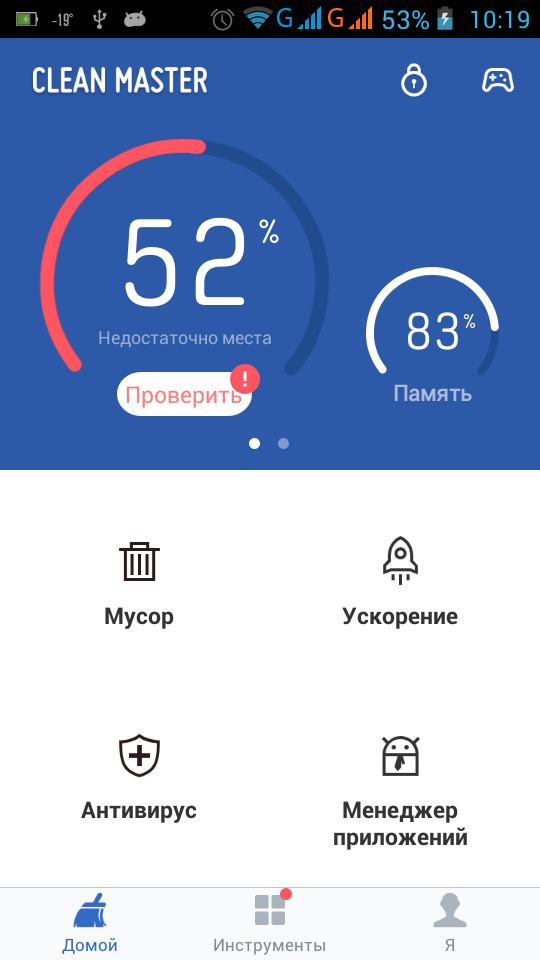 -19° G G 53% 10:19
CLEAN MASTER
52%
Недостаточно места
Проверить !
83%
Память
Мусор
Ускорение
Антивирус
Менеджер
приложений
Домой
Инструменты
Я